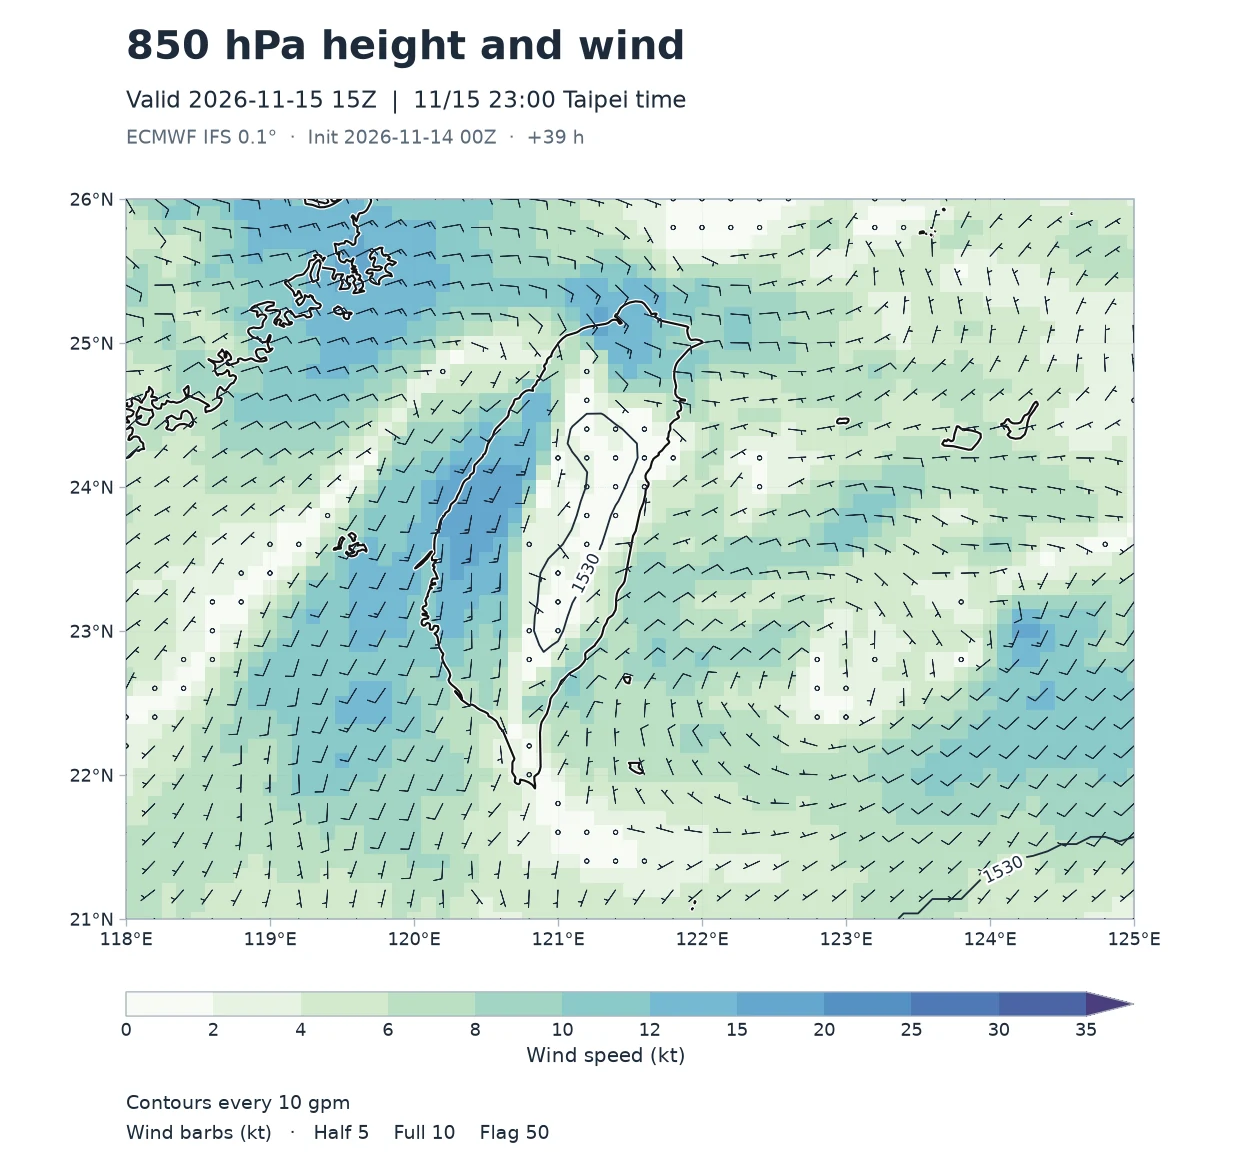 850 hPa height and wind
Valid 2026-11-15 15Z | 11/15 23:00 Taipei time
ECMWF IFS 0.1° · Init 2026-11-14 00Z · +39 h
26°N
25°N
24°N
23°N
22°N
21°N
1530
1530
118°E 119°E 120°E 121°E 122°E 123°E 124°E 125°E
0 2 4 6 8 10 12 15 20 25 30 35
Wind speed (kt)
Contours every 10 gpm
Wind barbs (kt) · Half 5 Full 10 Flag 50